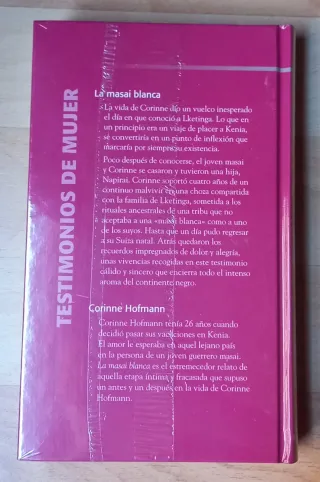 TESTIMONIOS DE MUJER
La masai blanca
La vida de Corinne dio un vuelco inesperado
el día en que conoció a Lketinga. Lo que en
un principio era un viaje de placer a Kenia,
se convertiría en un punto de inflexión que
marcaría por siempre su existencia.
Poco después de conocerse, el joven masai
y Corinne se casaron y tuvieron una hija,
Napirai. Corinne soportó cuatro años de un
continuo malvivir en una choza compartida
con la familia de Lketinga, sometida a los
rituales ancestrales de una tribu que no
aceptaba a una «masai blanca» como a uno
de los suyos. Hasta que un día pudo regresar
a su Suiza natal. Atrás quedaron los
recuerdos impregnados de dolor y alegría,
unas vivencias recogidas en este testimonio
cálido y sincero que encierra todo el intenso
aroma del continente negro.
Corinne Hofmann
Corinne Hofmann tenía 26 años cuando
decidió pasar sus vacaciones en Kenia.
El amor le esperaba en aquel lejano país
en la persona de un joven guerrero masai.
La masai blanca es el estremecedor relato de
aquella etapa íntima y fracasada que supuso
un antes y un después en la vida de Corinne
Hofmann.